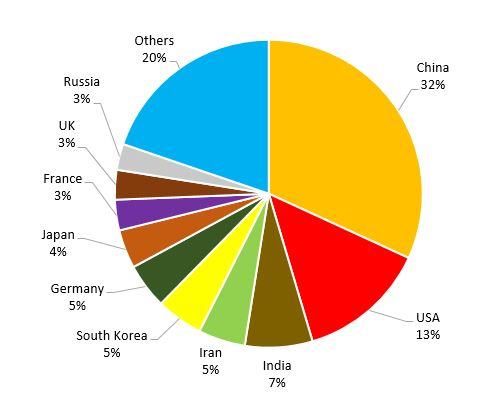 China
32%
USA
13%
India
7%
Iran
5%
South Korea
5%
Germany
5%
Japan
4%
France
3%
UK
3%
Russia
3%
Others
20%